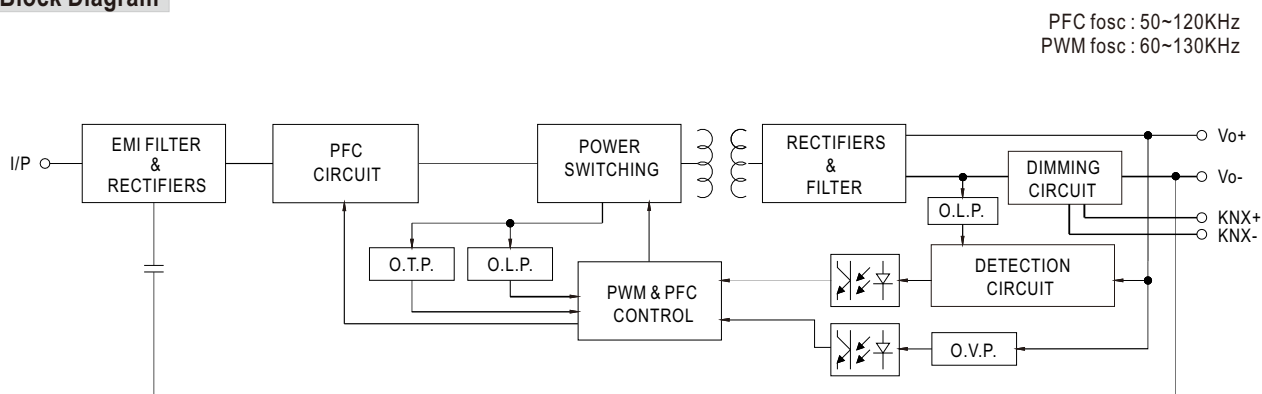 Block Diagram
PFC fosc : 50~120KHz
PWM fosc : 60~130KHz
I/P
EMI FILTER
&
RECTIFIERS
PFC
CIRCUIT
POWER
SWITCHING
RECTIFIERS
&
FILTER
DIMMING
CIRCUIT
Vo+
Vo-
KNX+
KNX-
O.L.P.
O.T.P.
O.L.P.
PWM & PFC
CONTROL
DETECTION
CIRCUIT
O.V.P.